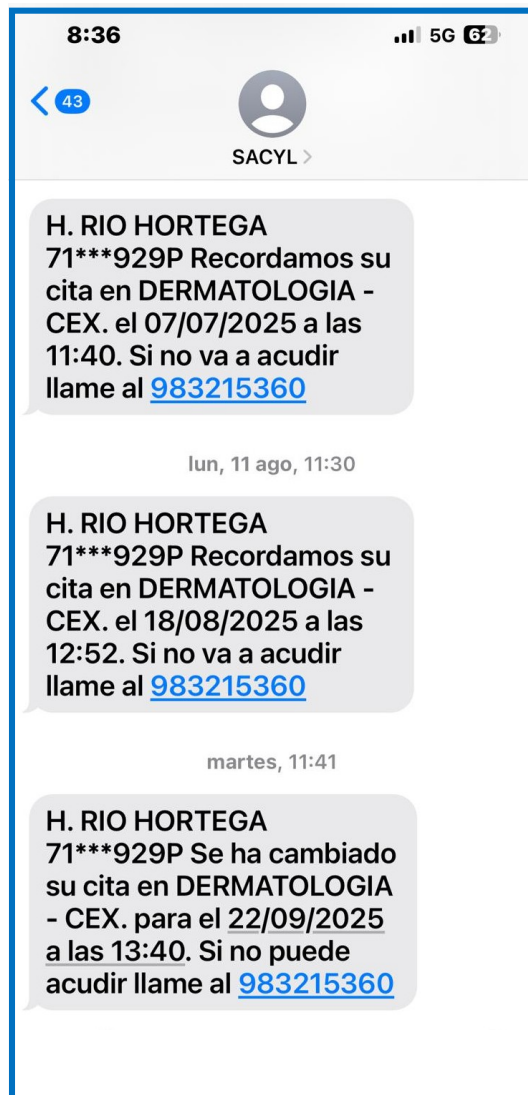 8:36 5G 62
43
SACYL
H. RIO HORTEGA
71***929P Recordamos su
cita en DERMATOLOGIA -
CEX. el 07/07/2025 a las
11:40. Si no va a acudir
llame al 983215360
lun, 11 ago, 11:30
H. RIO HORTEGA
71***929P Recordamos su
cita en DERMATOLOGIA -
CEX. el 18/08/2025 a las
12:52. Si no va a acudir
llame al 983215360
martes, 11:41
H. RIO HORTEGA
71***929P Se ha cambiado
su cita en DERMATOLOGIA
- CEX. para el 22/09/2025
a las 13:40. Si no puede
acudir llame al 983215360